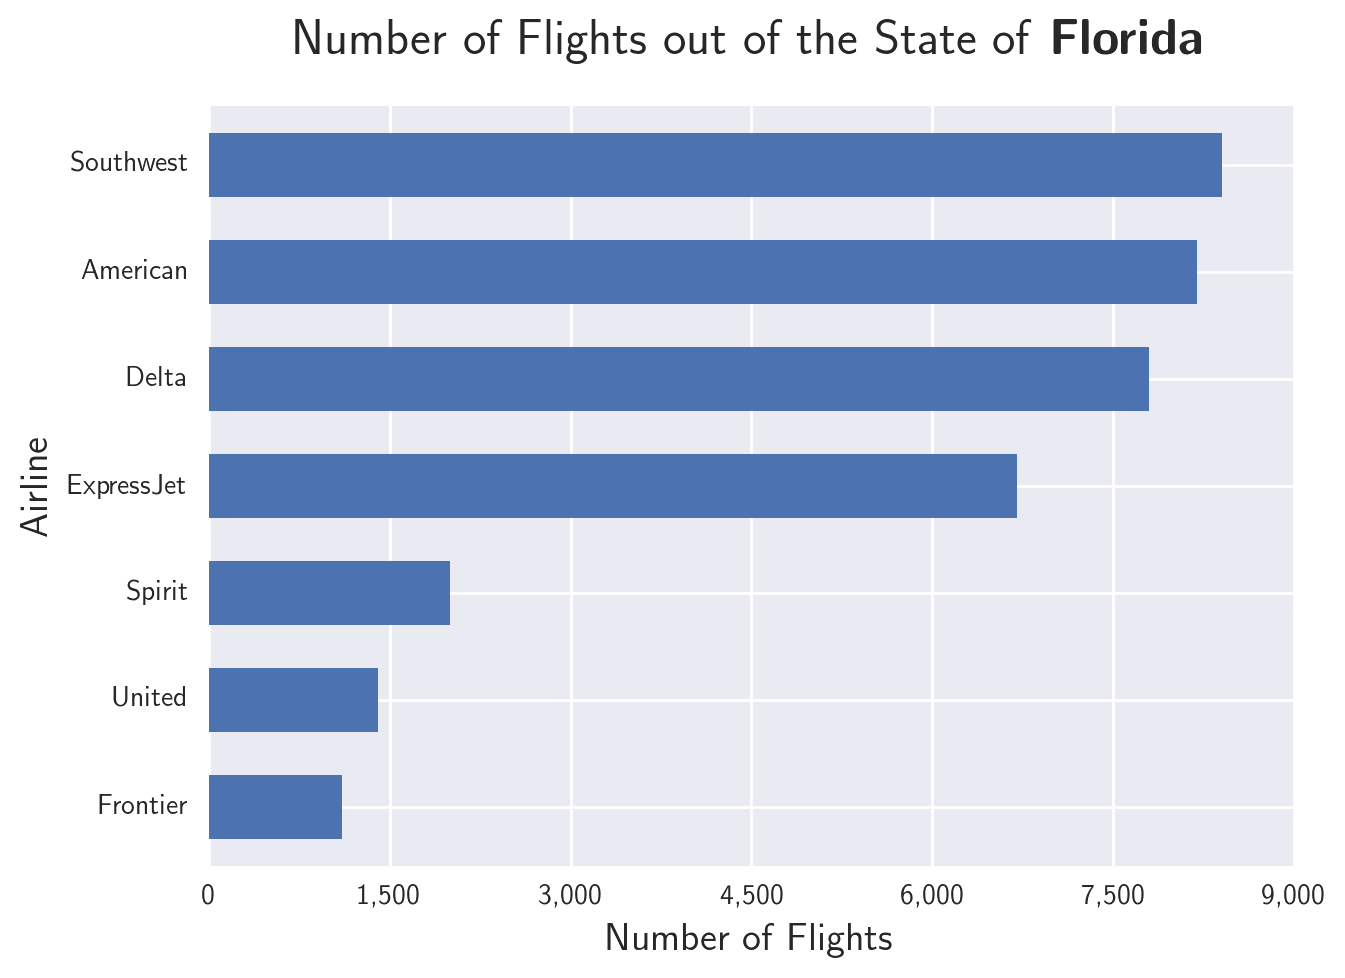 Number of Flights out of the State of Florida
Southwest
American
Delta
ExpressJet
Spirit
United
Frontier
Airline
0 1,500 3,000 4,500 6,000 7,500 9,000
Number of Flights